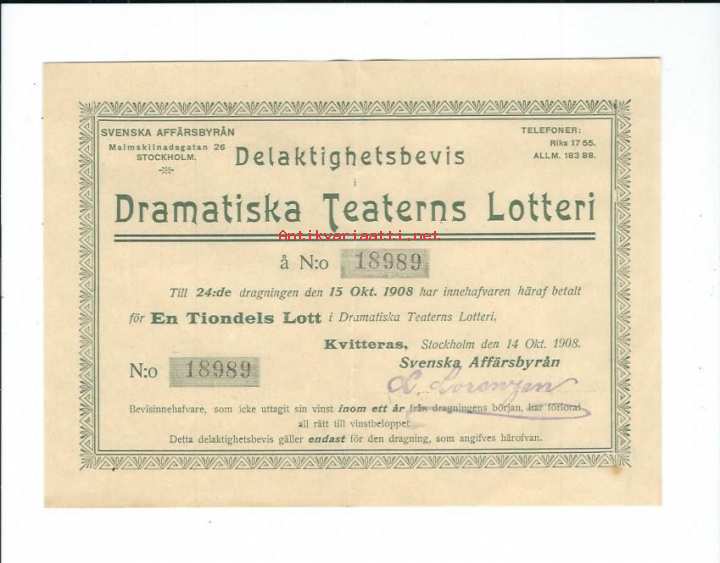 SVENSKA AFFÄRSBYRÅN
Malmskillnadsgatan 26
STOCKHOLM.
TELEFONER:
Riks 17 55.
ALLM. 183 88.
Delaktighetsbevis
i
Dramatiska Teaterns Lotteri
Antikvariaatti.net
å N:o 18989
Till 24:de dragningen den 15 Okt. 1908 har innehafvaren häraf betalt
för En Tiondels Lott i Dramatiska Teaterns Lotteri.
Kvitteras, Stockholm den 14 Okt. 1908.
N:o 18989
Svenska Affärsbyrån
C. Lorenzen
Bevisinnehafvare, som icke uttagit sin vinst inom ett år från dragningens början, har förlorat
all rätt till vinstbeloppet.
Detta delaktighetsbevis gäller endast för den dragning, som angifves härofvan.